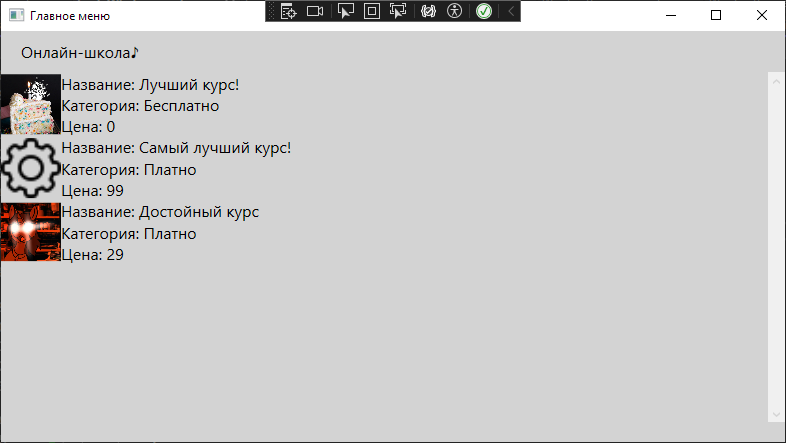 Главное меню
Онлайн-школа♪
Название: Лучший курс!
Категория: Бесплатно
Цена: 0
Название: Самый лучший курс!
Категория: Платно
Цена: 99
Название: Достойный курс
Категория: Платно
Цена: 29